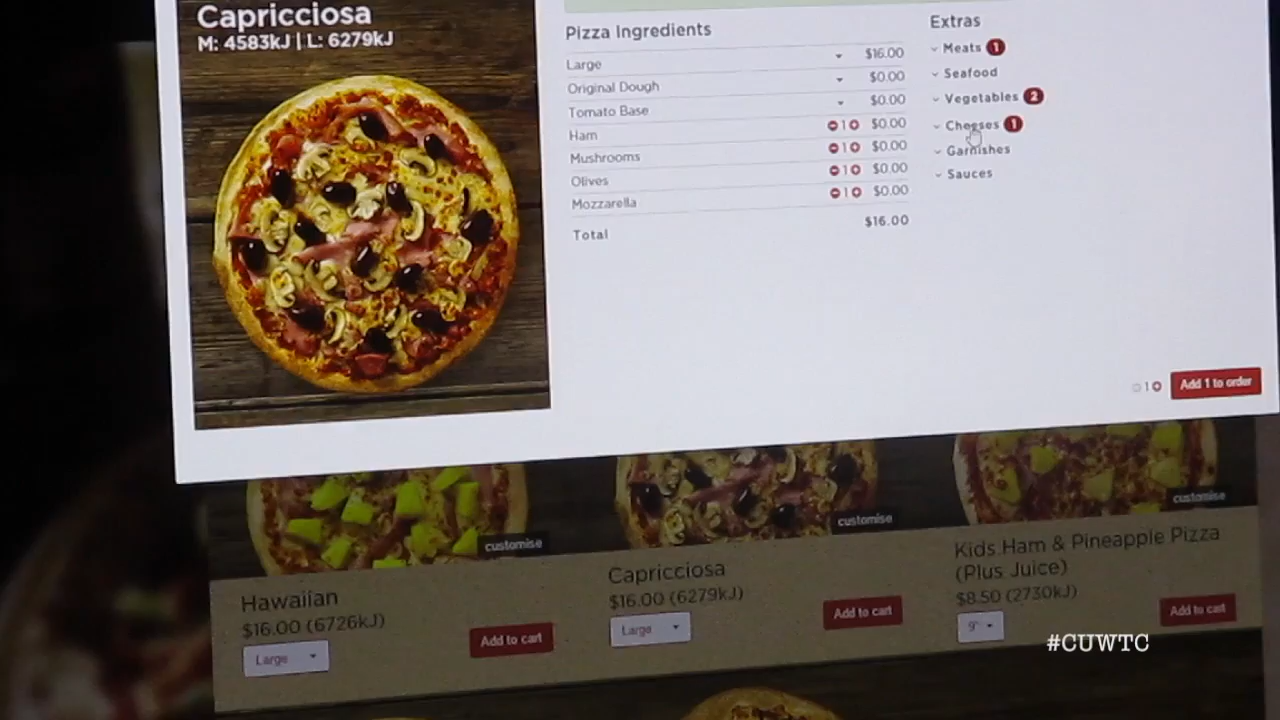 Capricciosa
M: 4583kJ | L: 6279kJ
Pizza Ingredients
Large $16.00
Original Dough $0.00
Tomato Base $0.00
Ham 1 $0.00
Mushrooms 1 $0.00
Olives 1 $0.00
Mozzarella 1 $0.00
Total $16.00
Extras
Meats 1
Seafood
Vegetables 2
Cheeses 1
Garnishes
Sauces
1 Add 1 to order
customise
Hawaiian
$16.00 (6726kJ)
Large
Add to cart
customise
Capricciosa
$16.00 (6279kJ)
Large
Add to cart
customise
Kids Ham & Pineapple Pizza
(Plus Juice)
$8.50 (2730kJ)
9"
Add to cart
#CUWTC